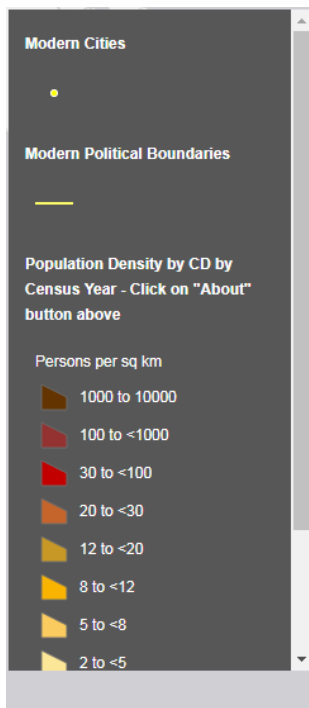 Modern Cities
Modern Political Boundaries
Population Density by CD by
Census Year - Click on "About"
button above
Persons per sq km
1000 to 10000
100 to <1000
30 to <100
20 to <30
12 to <20
8 to <12
5 to <8
2 to <5